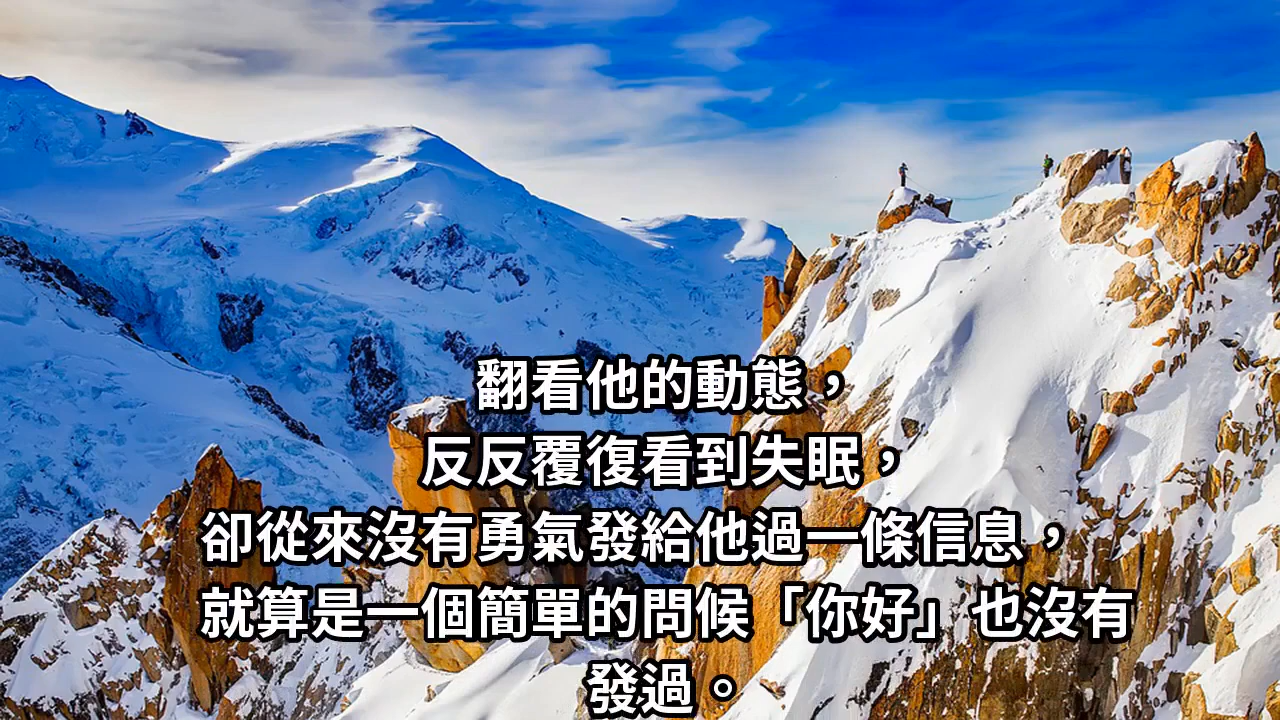 翻看他的動態，
反反覆復看到失眠，
卻從來沒有勇氣發給他過一條信息，
就算是一個簡單的問候「你好」也沒有
發過。